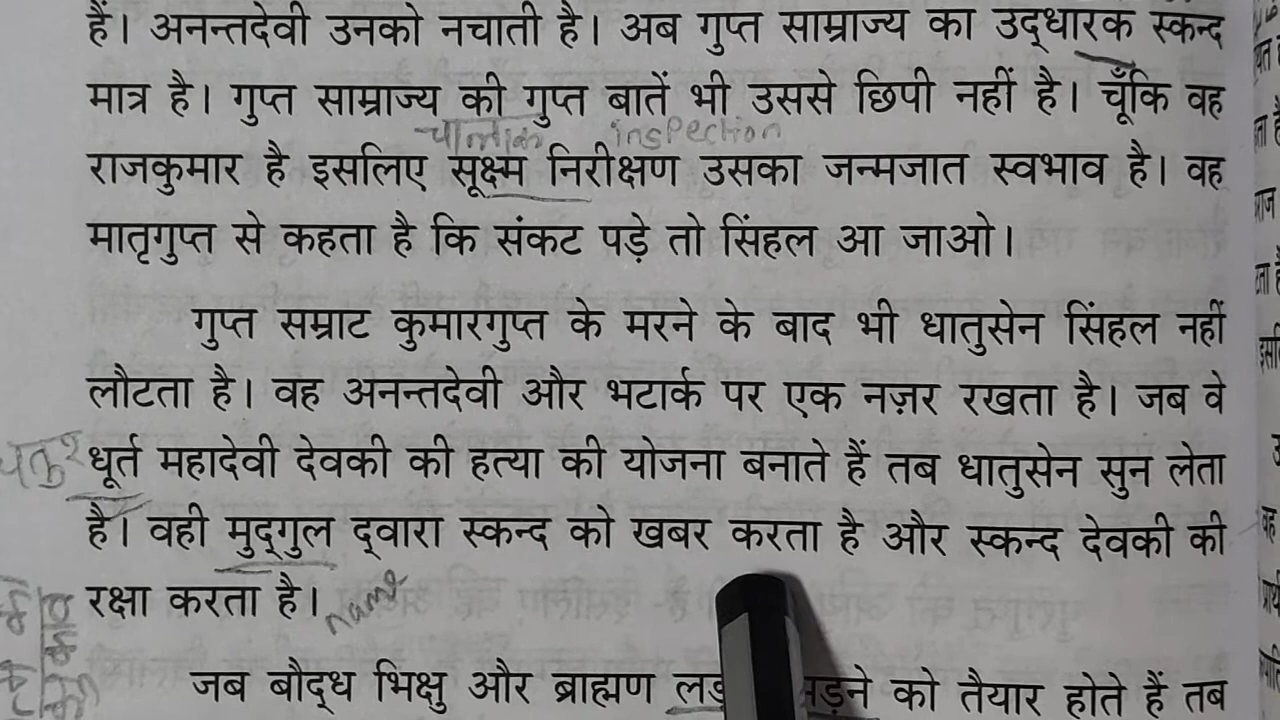 हैं। अनन्तदेवी उनको नचाती है। अब गुप्त साम्राज्य का उद्धारक स्कन्द
मात्र है। गुप्त साम्राज्य की गुप्त बातें भी उससे छिपी नहीं है। चूँकि वह
चालाक inspection
राजकुमार है इसलिए सूक्ष्म निरीक्षण उसका जन्मजात स्वभाव है। वह
मातृगुप्त से कहता है कि संकट पड़े तो सिंहल आ जाओ।
गुप्त सम्राट कुमारगुप्त के मरने के बाद भी धातुसेन सिंहल नहीं
लौटता है। वह अनन्तदेवी और भटार्क पर एक नज़र रखता है। जब वे
चतुर धूर्त महादेवी देवकी की हत्या की योजना बनाते हैं तब धातुसेन सुन लेता
है। वही मुद्गुल द्वारा स्कन्द को खबर करता है और स्कन्द देवकी की
रक्षा करता है। name
जब बौद्ध भिक्षु और ब्राह्मण को तैयार होते हैं तब